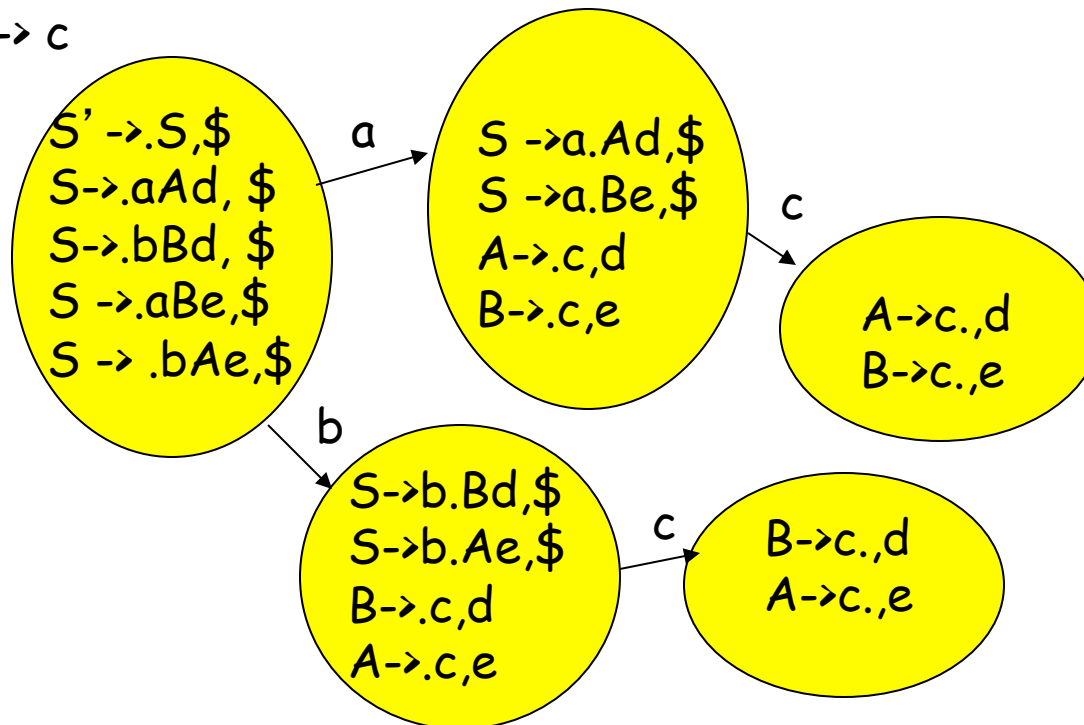 -> c
S' ->.S,$
S->.aAd, $
S->.bBd, $
S ->.aBe,$
S -> .bAe,$
a
S ->a.Ad,$
S ->a.Be,$
A->.c,d
B->.c,e
c
A->c.,d
B->c.,e
b
S->b.Bd,$
S->b.Ae,$
B->.c,d
A->.c,e
c
B->c.,d
A->c.,e